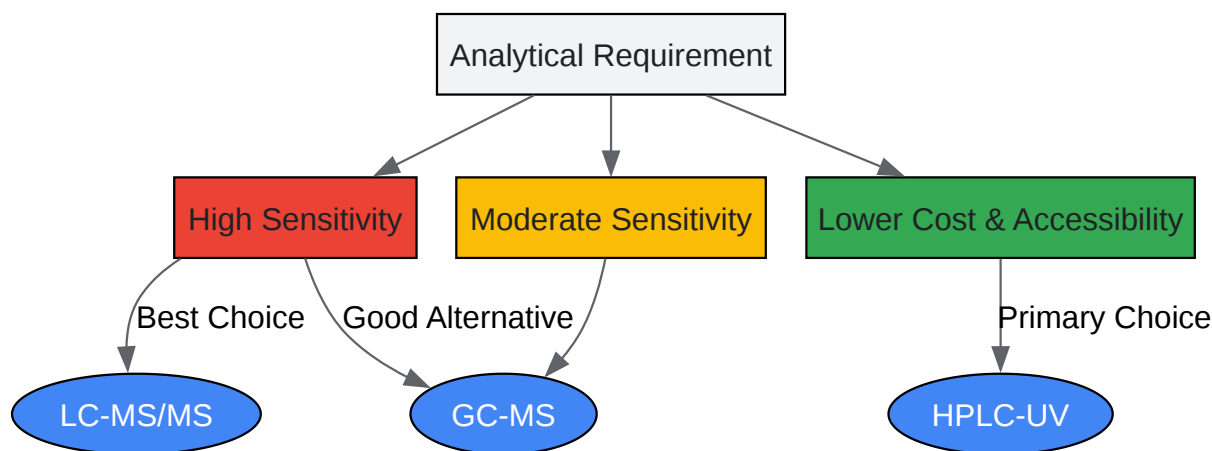 Analytical Requirement
High Sensitivity
Moderate Sensitivity
Lower Cost & Accessibility
Best Choice
Good Alternative
Primary Choice
LC-MS/MS
GC-MS
HPLC-UV